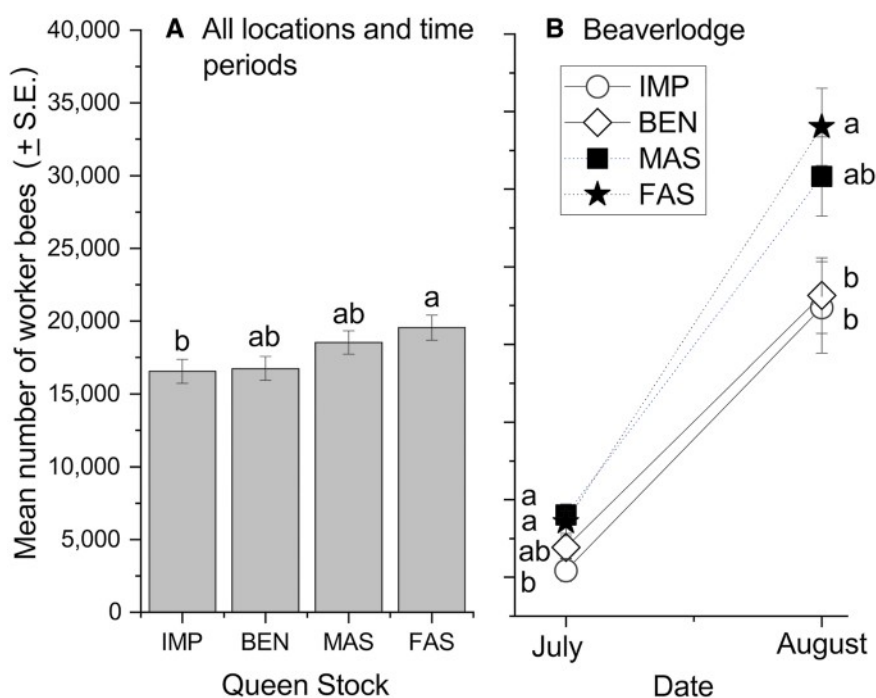 A All locations and time
periods
Mean number of worker bees (± S.E.)
40,000
35,000
30,000
25,000
20,000
15,000
10,000
5,000
0
b
ab
ab
a
IMP
BEN
MAS
FAS
Queen Stock
B Beaverlodge
IMP
BEN
MAS
FAS
a
ab
b
b
a
a
ab
b
July
August
Date